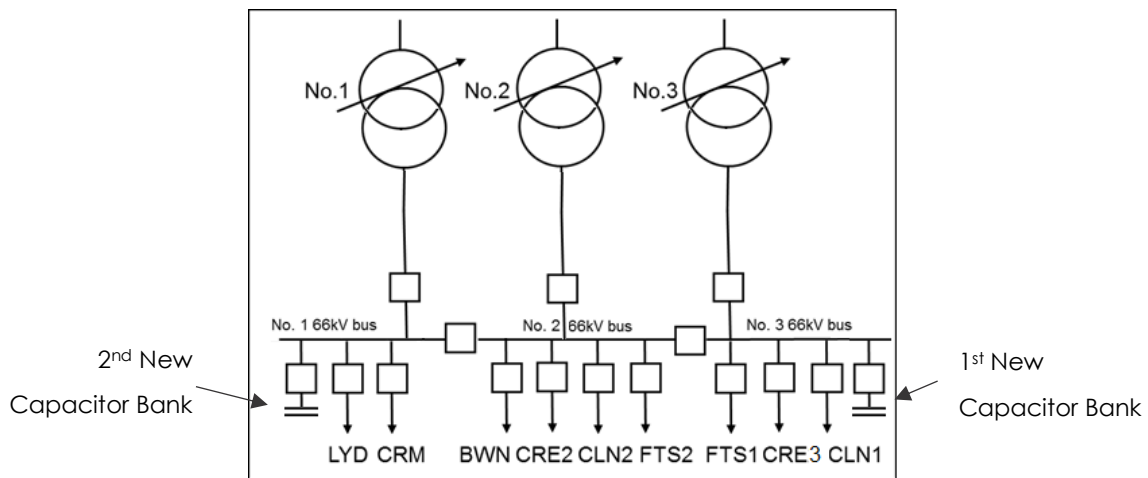 No.1
No.2
No.3
No. 1 66kV bus
No. 2 66kV bus
No. 3 66kV bus
2nd New
Capacitor Bank
1st New
Capacitor Bank
LYD CRM BWN CRE2 CLN2 FTS2 FTS1 CRE3 CLN1